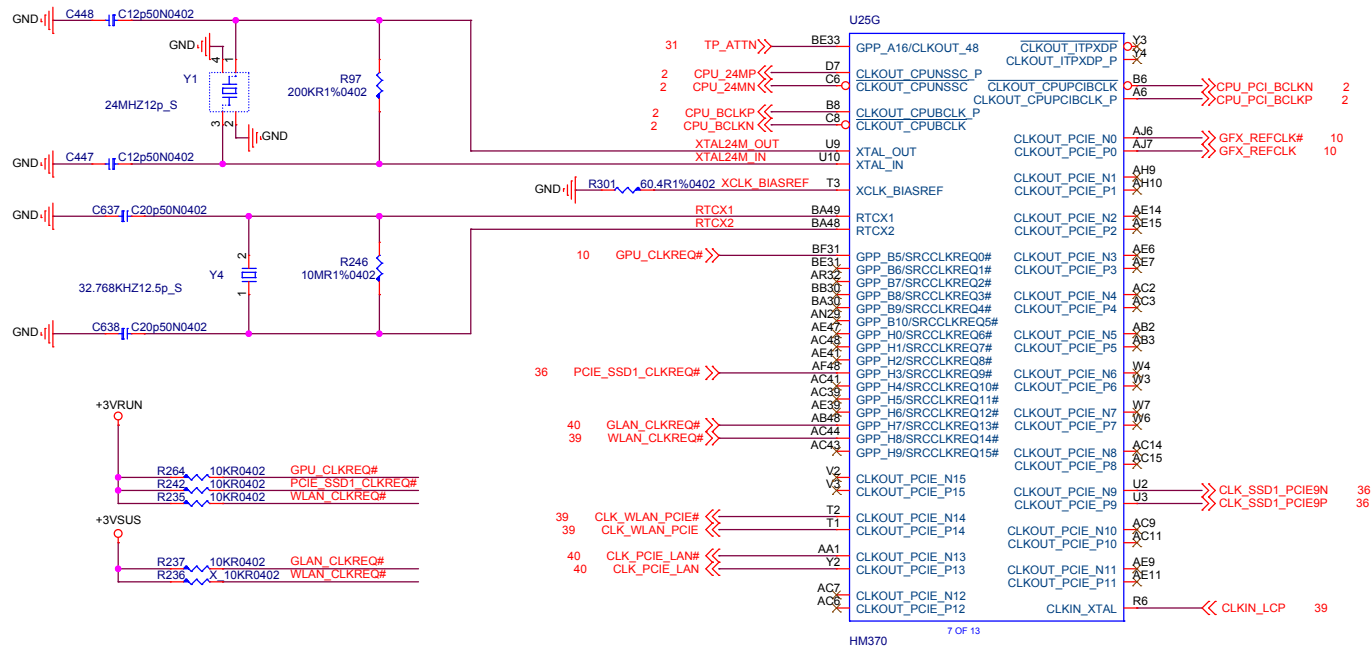 GND C448 C12p50N0402
GND 4 1
Y1
24MHZ12p_S
3 2
GND
R97
200KR1%0402
GND C447 C12p50N0402
XTAL24M_OUT
XTAL24M_IN
GND R301 60.4R1%0402 XCLK_BIASREF
GND C637 C20p50N0402
RTCX1
RTCX2
2
Y4
1
32.768KHZ12.5p_S
R246
10MR1%0402
GND C638 C20p50N0402
+3VRUN
R264 10KR0402 GPU_CLKREQ#
R242 10KR0402 PCIE_SSD1_CLKREQ#
R235 10KR0402 WLAN_CLKREQ#
+3VSUS
R237 10KR0402 GLAN_CLKREQ#
R236 X_10KR0402 WLAN_CLKREQ#
U25G
31 TP_ATTN BE33 GPP_A16/CLKOUT_48
2 CPU_24MP D7 CLKOUT_CPUNSSC_P
2 CPU_24MN C6 CLKOUT_CPUNSSC
2 CPU_BCLKP B8 CLKOUT_CPUBCLK_P
2 CPU_BCLKN C8 CLKOUT_CPUBCLK
U9 XTAL_OUT
U10 XTAL_IN
T3 XCLK_BIASREF
BA49 RTCX1
BA48 RTCX2
10 GPU_CLKREQ# BF31 GPP_B5/SRCCLKREQ0#
BE31 GPP_B6/SRCCLKREQ1#
AR32 GPP_B7/SRCCLKREQ2#
BB30 GPP_B8/SRCCLKREQ3#
BA30 GPP_B9/SRCCLKREQ4#
AN29 GPP_B10/SRCCLKREQ5#
AE47 GPP_H0/SRCCLKREQ6#
AC48 GPP_H1/SRCCLKREQ7#
AE41 GPP_H2/SRCCLKREQ8#
36 PCIE_SSD1_CLKREQ# AF48 GPP_H3/SRCCLKREQ9#
AC41 GPP_H4/SRCCLKREQ10#
AC39 GPP_H5/SRCCLKREQ11#
AE39 GPP_H6/SRCCLKREQ12#
40 GLAN_CLKREQ# AB48 GPP_H7/SRCCLKREQ13#
39 WLAN_CLKREQ# AC44 GPP_H8/SRCCLKREQ14#
AC43 GPP_H9/SRCCLKREQ15#
V2 CLKOUT_PCIE_N15
V3 CLKOUT_PCIE_P15
39 CLK_WLAN_PCIE# T2 CLKOUT_PCIE_N14
39 CLK_WLAN_PCIE T1 CLKOUT_PCIE_P14
40 CLK_PCIE_LAN# AA1 CLKOUT_PCIE_N13
40 CLK_PCIE_LAN Y2 CLKOUT_PCIE_P13
AC7 CLKOUT_PCIE_N12
AC6 CLKOUT_PCIE_P12
CLKOUT_ITPXDP Y3
CLKOUT_ITPXDP_P Y4
CLKOUT_CPUPCIBCLK B6 CPU_PCI_BCLKN 2
CLKOUT_CPUPCIBCLK_P A6 CPU_PCI_BCLKP 2
CLKOUT_PCIE_N0 AJ6 GFX_REFCLK# 10
CLKOUT_PCIE_P0 AJ7 GFX_REFCLK 10
CLKOUT_PCIE_N1 AH9
CLKOUT_PCIE_P1 AH10
CLKOUT_PCIE_N2 AE14
CLKOUT_PCIE_P2 AE15
CLKOUT_PCIE_N3 AE6
CLKOUT_PCIE_P3 AE7
CLKOUT_PCIE_N4 AC2
CLKOUT_PCIE_P4 AC3
CLKOUT_PCIE_N5 AB2
CLKOUT_PCIE_P5 AB3
CLKOUT_PCIE_N6 W4
CLKOUT_PCIE_P6 W3
CLKOUT_PCIE_N7 W7
CLKOUT_PCIE_P7 W6
CLKOUT_PCIE_N8 AC14
CLKOUT_PCIE_P8 AC15
CLKOUT_PCIE_N9 U2 CLK_SSD1_PCIE9N 36
CLKOUT_PCIE_P9 U3 CLK_SSD1_PCIE9P 36
CLKOUT_PCIE_N10 AC9
CLKOUT_PCIE_P10 AC11
CLKOUT_PCIE_N11 AE9
CLKOUT_PCIE_P11 AE11
CLKIN_XTAL R6 CLKIN_LCP 39
7 OF 13
HM370